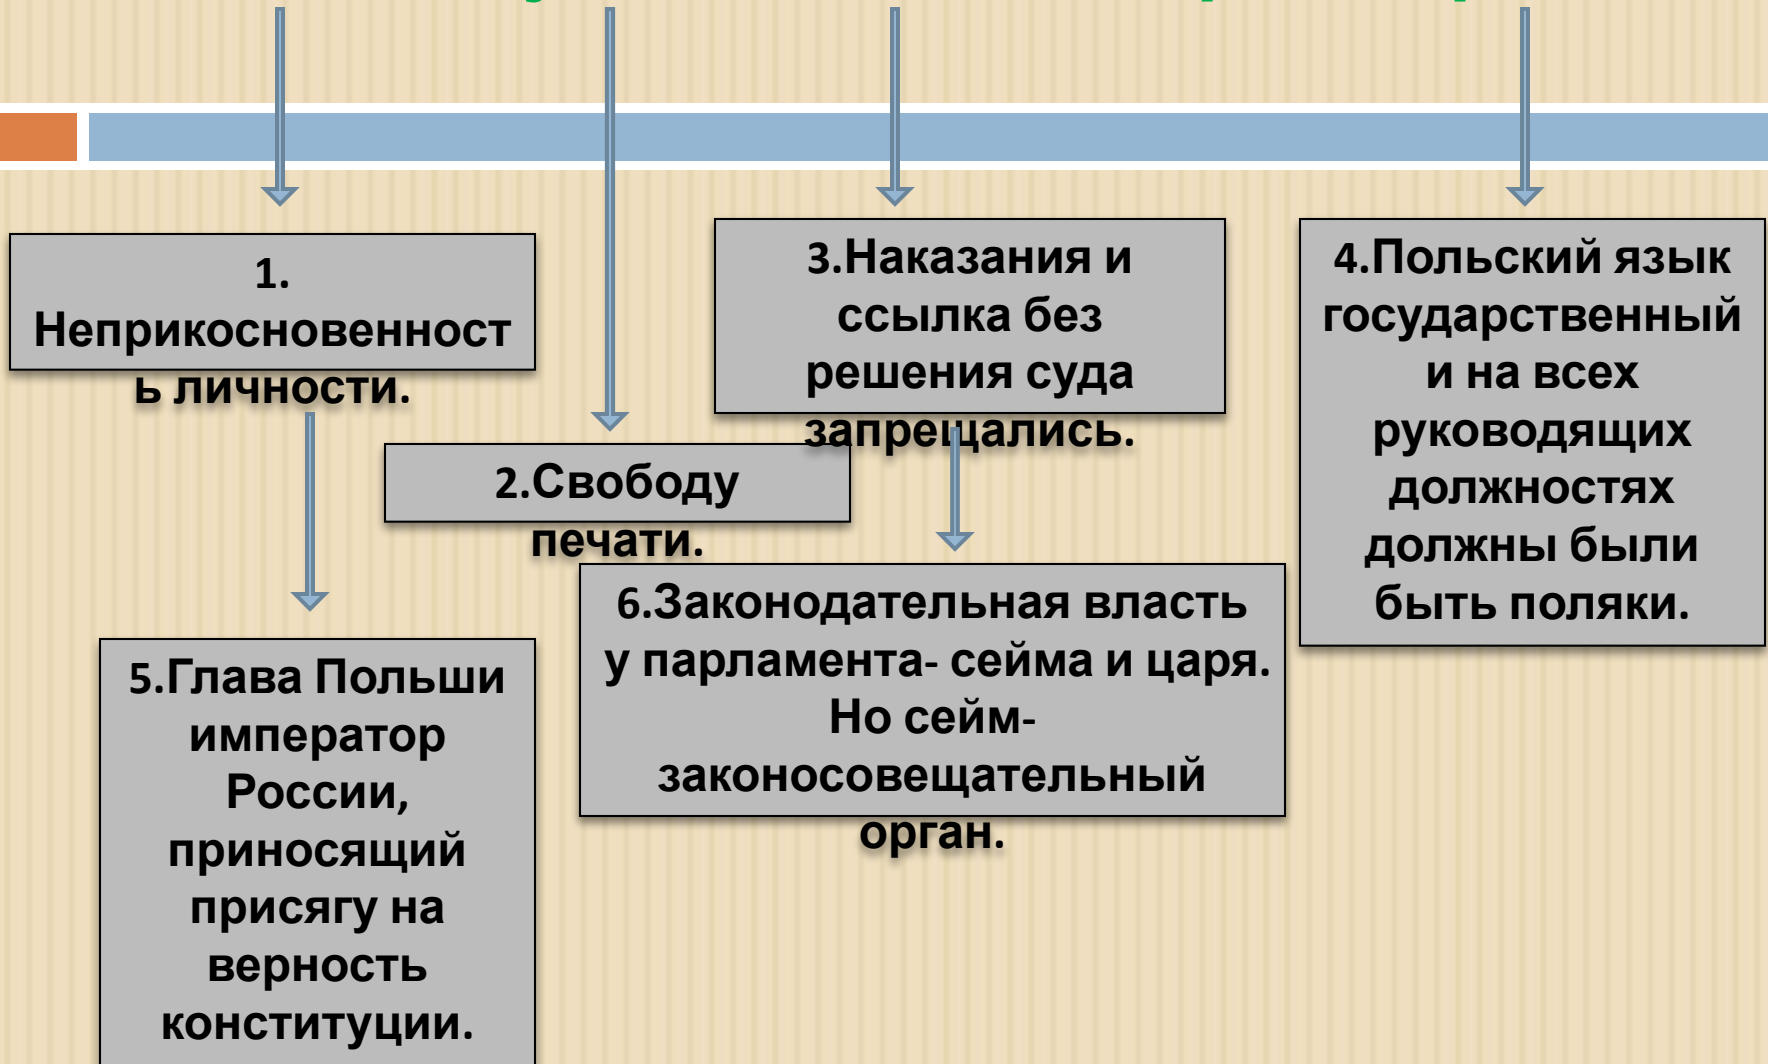 1.
Неприкосновенност
ь личности.
2.Свободу
печати.
3.Наказания и
ссылка без
решения суда
запрещались.
4.Польский язык
государственный
и на всех
руководящих
должностях
должны были
быть поляки.
5.Глава Польши
император
России,
приносящий
присягу на
верность
конституции.
6.Законодательная власть
у парламента- сейма и царя.
Но сейм-
законосовещательный
орган.